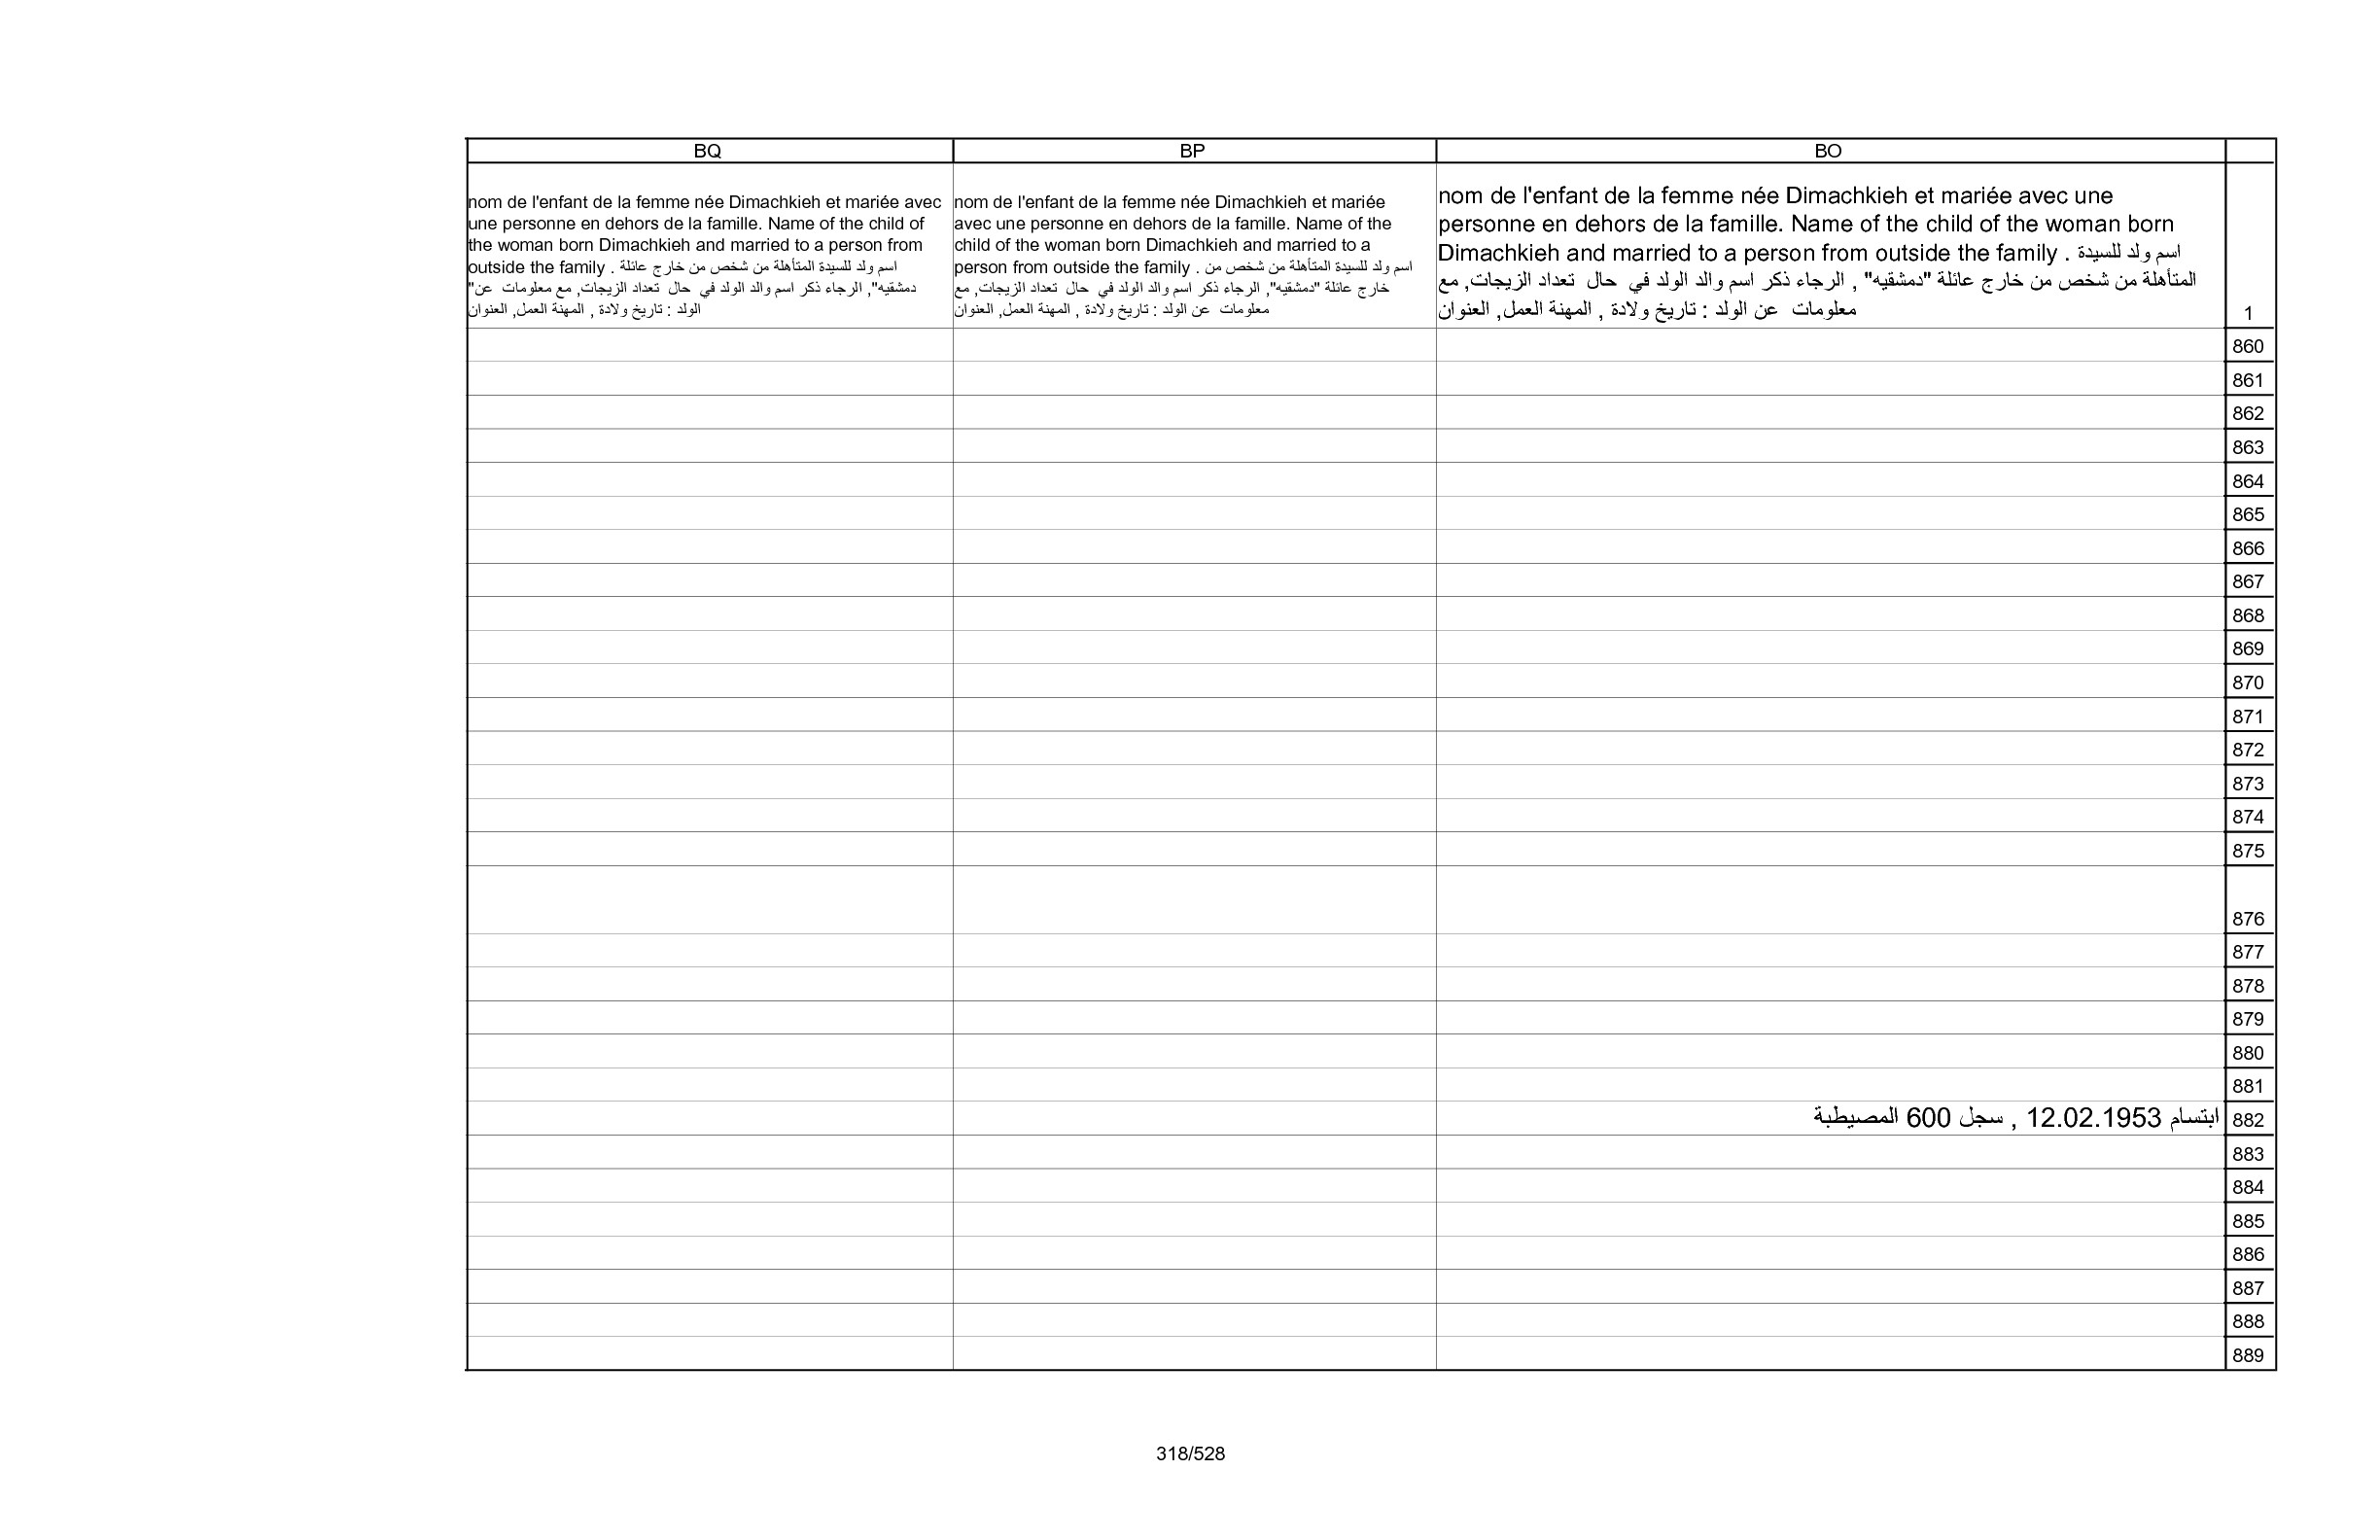 BQ BP BO
nom de l'enfant de la femme née Dimachkieh et mariée avec
une personne en dehors de la famille. Name of the child of
the woman born Dimachkieh and married to a person from
outside the family . اسم ولد للسيدة المتأهلة من شخص من خارج عائلة
"دمشقيه", الرجاء ذكر اسم والد الولد في حال تعداد الزيجات, مع معلومات عن
الولد : تاريخ ولادة , المهنة العمل, العنوان
nom de l'enfant de la femme née Dimachkieh et mariée
avec une personne en dehors de la famille. Name of the
child of the woman born Dimachkieh and married to a
person from outside the family . اسم ولد للسيدة المتأهلة من شخص من
خارج عائلة "دمشقيه", الرجاء ذكر اسم والد الولد في حال تعداد الزيجات, مع
معلومات عن الولد : تاريخ ولادة , المهنة العمل, العنوان
nom de l'enfant de la femme née Dimachkieh et mariée avec une
personne en dehors de la famille. Name of the child of the woman born
Dimachkieh and married to a person from outside the family . اسم ولد للسيدة
المتأهلة من شخص من خارج عائلة "دمشقيه" , الرجاء ذكر اسم والد الولد في حال تعداد الزيجات, مع
معلومات عن الولد : تاريخ ولادة , المهنة العمل, العنوان
1
860
861
862
863
864
865
866
867
868
869
870
871
872
873
874
875
876
877
878
879
880
881
882 ابتسام 12.02.1953 , سجل 600 المصيطبة
883
884
885
886
887
888
889
318/528